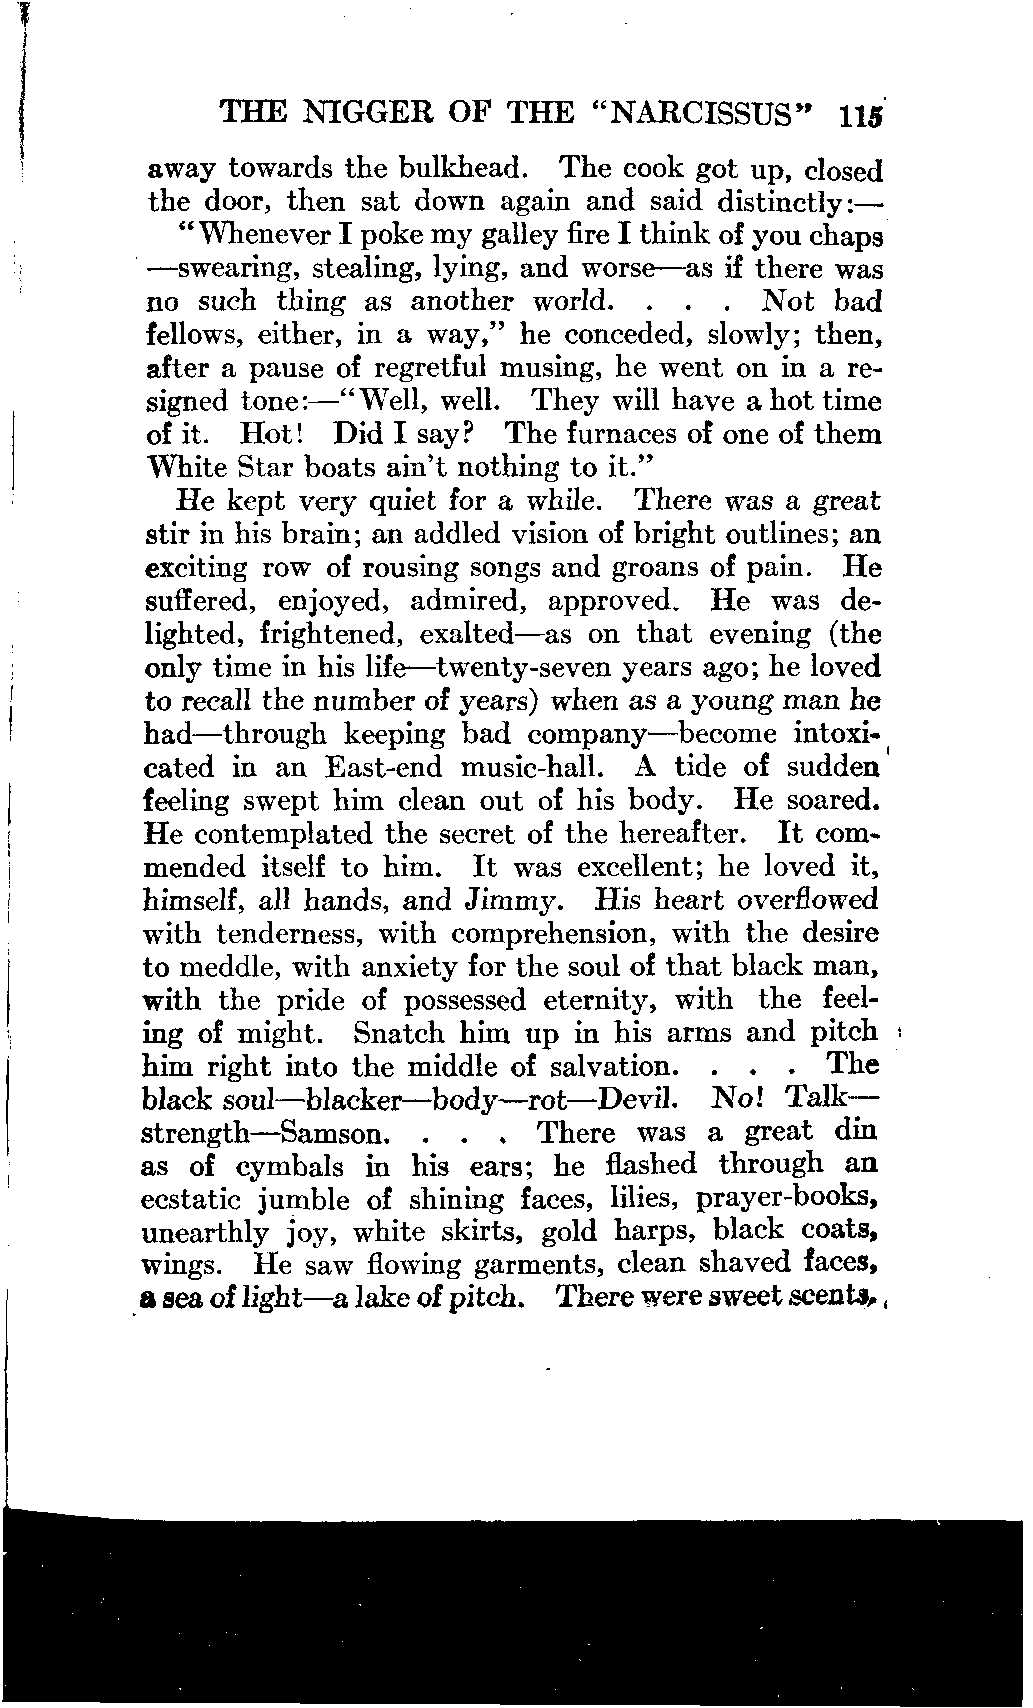 THE NIGGER OF THE “NARCISSUS” 115
away towards the bulkhead. The cook got up, closed
the door, then sat down again and said distinctly:—
“Whenever I poke my galley fire I think of you chaps
—swearing, stealing, lying, and worse—as if there was
no such thing as another world. . . . Not bad
fellows, either, in a way,” he conceded, slowly; then,
after a pause of regretful musing, he went on in a re-
signed tone:—“Well, well. They will have a hot time
of it. Hot! Did I say? The furnaces of one of them
White Star boats ain’t nothing to it.”
He kept very quiet for a while. There was a great
stir in his brain; an addled vision of bright outlines; an
exciting row of rousing songs and groans of pain. He
suffered, enjoyed, admired, approved. He was de-
lighted, frightened, exalted—as on that evening (the
only time in his life—twenty-seven years ago; he loved
to recall the number of years) when as a young man he
had—through keeping bad company—become intoxi-
cated in an East-end music-hall. A tide of sudden
feeling swept him clean out of his body. He soared.
He contemplated the secret of the hereafter. It com-
mended itself to him. It was excellent; he loved it,
himself, all hands, and Jimmy. His heart overflowed
with tenderness, with comprehension, with the desire
to meddle, with anxiety for the soul of that black man,
with the pride of possessed eternity, with the feel-
ing of might. Snatch him up in his arms and pitch
him right into the middle of salvation. . . . The
black soul—blacker—body—rot—Devil. No! Talk—
strength—Samson. . . . There was a great din
as of cymbals in his ears; he flashed through an
ecstatic jumble of shining faces, lilies, prayer-books,
unearthly joy, white skirts, gold harps, black coats,
wings. He saw flowing garments, clean shaved faces,
a sea of light—a lake of pitch. There were sweet scents,